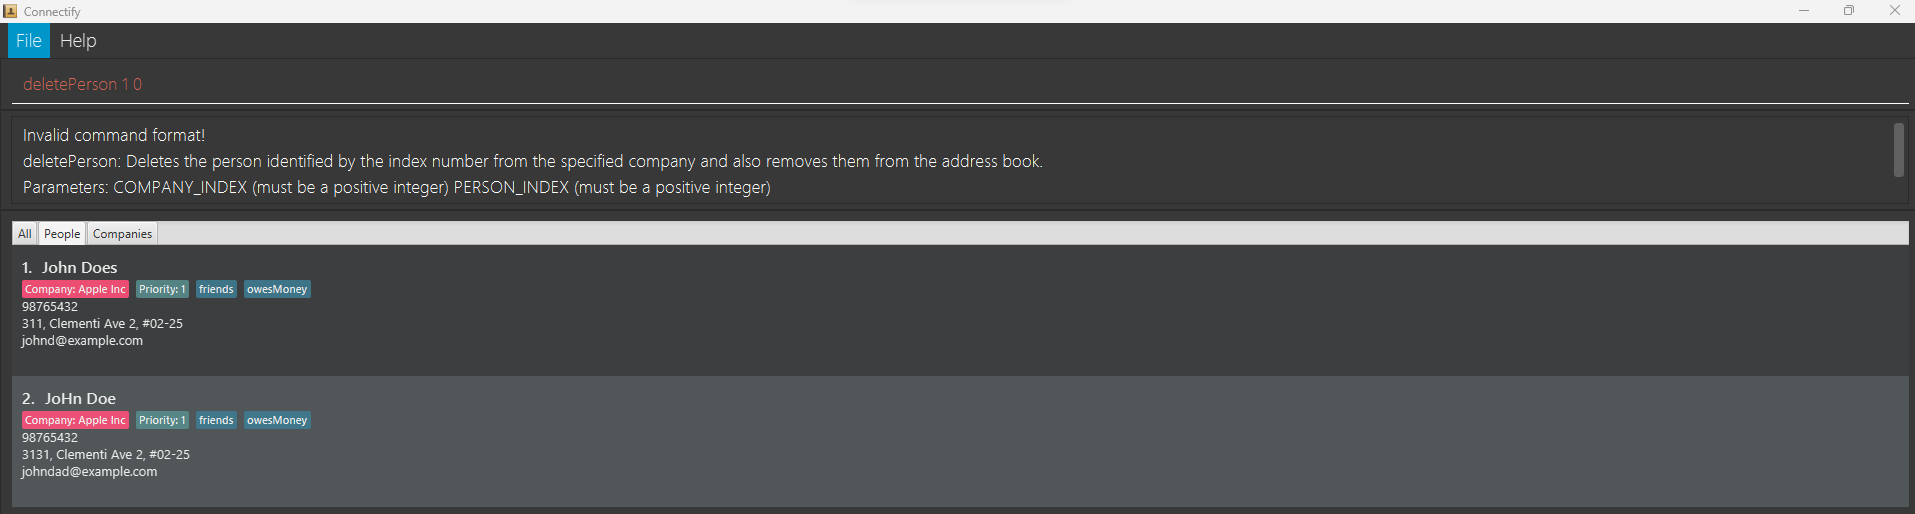 Connectify
File Help
deletePerson 1 0
Invalid command format!
deletePerson: Deletes the person identified by the index number from the specified company and also removes them from the address book.
Parameters: COMPANY_INDEX (must be a positive integer) PERSON_INDEX (must be a positive integer)
All People Companies
1. John Does
Company: Apple Inc Priority: 1 friends owesMoney
98765432
311, Clementi Ave 2, #02-25
johnd@example.com
2. JoHn Doe
Company: Apple Inc Priority: 1 friends owesMoney
98765432
3131, Clementi Ave 2, #02-25
johndad@example.com